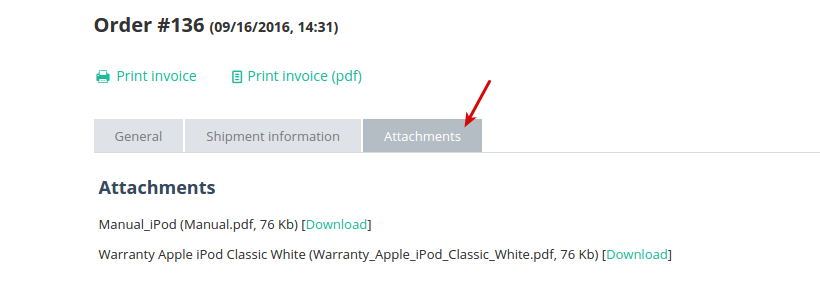 Order #136 (09/16/2016, 14:31)
Print invoice Print invoice (pdf)
General Shipment information Attachments
Attachments
Manual_iPod (Manual.pdf, 76 Kb) [Download]
Warranty Apple iPod Classic White (Warranty_Apple_iPod_Classic_White.pdf, 76 Kb) [Download]